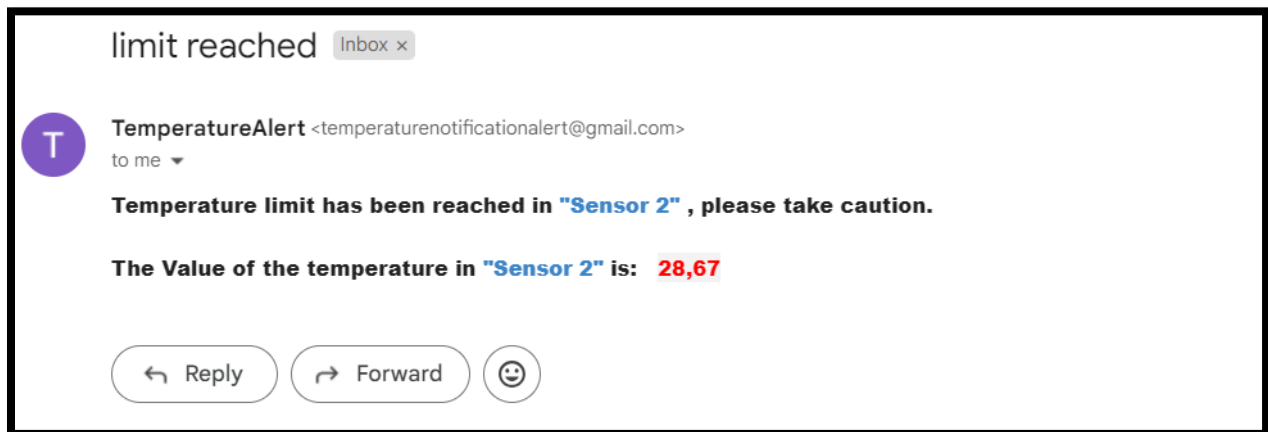 limit reached Inbox ×
T
TemperatureAlert <temperaturenotificationalert@gmail.com>
to me
Temperature limit has been reached in "Sensor 2" , please take caution.
The Value of the temperature in "Sensor 2" is: 28,67
Reply Forward